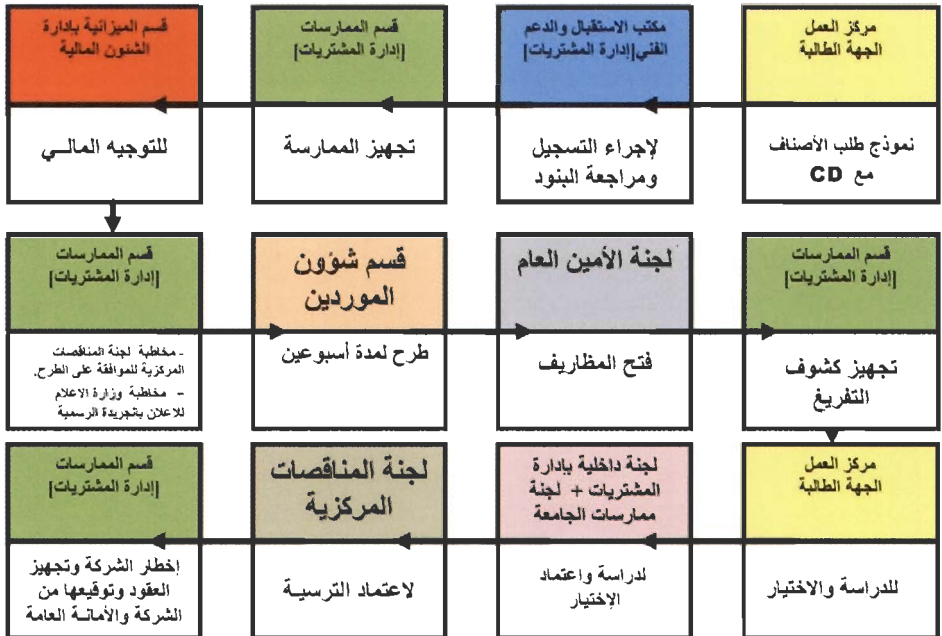 مركز العمل
الجهة الطالبة
نموذج طلب الأصناف
مع CD
مكتب الاستقبال والدعم
الفني[إدارة المشتريات]
لإجراء التسجيل
ومراجعة البنود
قسم الممارسات
[إدارة المشتريات]
تجهيز الممارسة
قسم الميزانية بإدارة
الشئون المالية
للتوجيه المالــي
قسم الممارسات
[إدارة المشتريات]
- مخاطبة لجنة المناقصات
المركزية للموافقة على الطرح.
- مخاطبة وزارة الاعلام
للاعلان بالجريدة الرسمية
قسم شؤون
الموردين
طرح لمدة أسبوعين
لجنة الأمين العام
فتح المظاريف
قسم الممارسات
[إدارة المشتريات]
تجهيز كشوف
التفريغ
مركز العمل
الجهة الطالبة
للدراسة والاختيار
لجنة داخلية بإدارة
المشتريات + لجنة
ممارسات الجامعة
لدراسة واعتماد
الإختيار
لجنة المناقصات
المركزية
لاعتماد الترسيـة
قسم الممارسات
[إدارة المشتريات]
إخطار الشركة وتجهيز
العقود وتوقيعها من
الشركة والأمانـة العامة